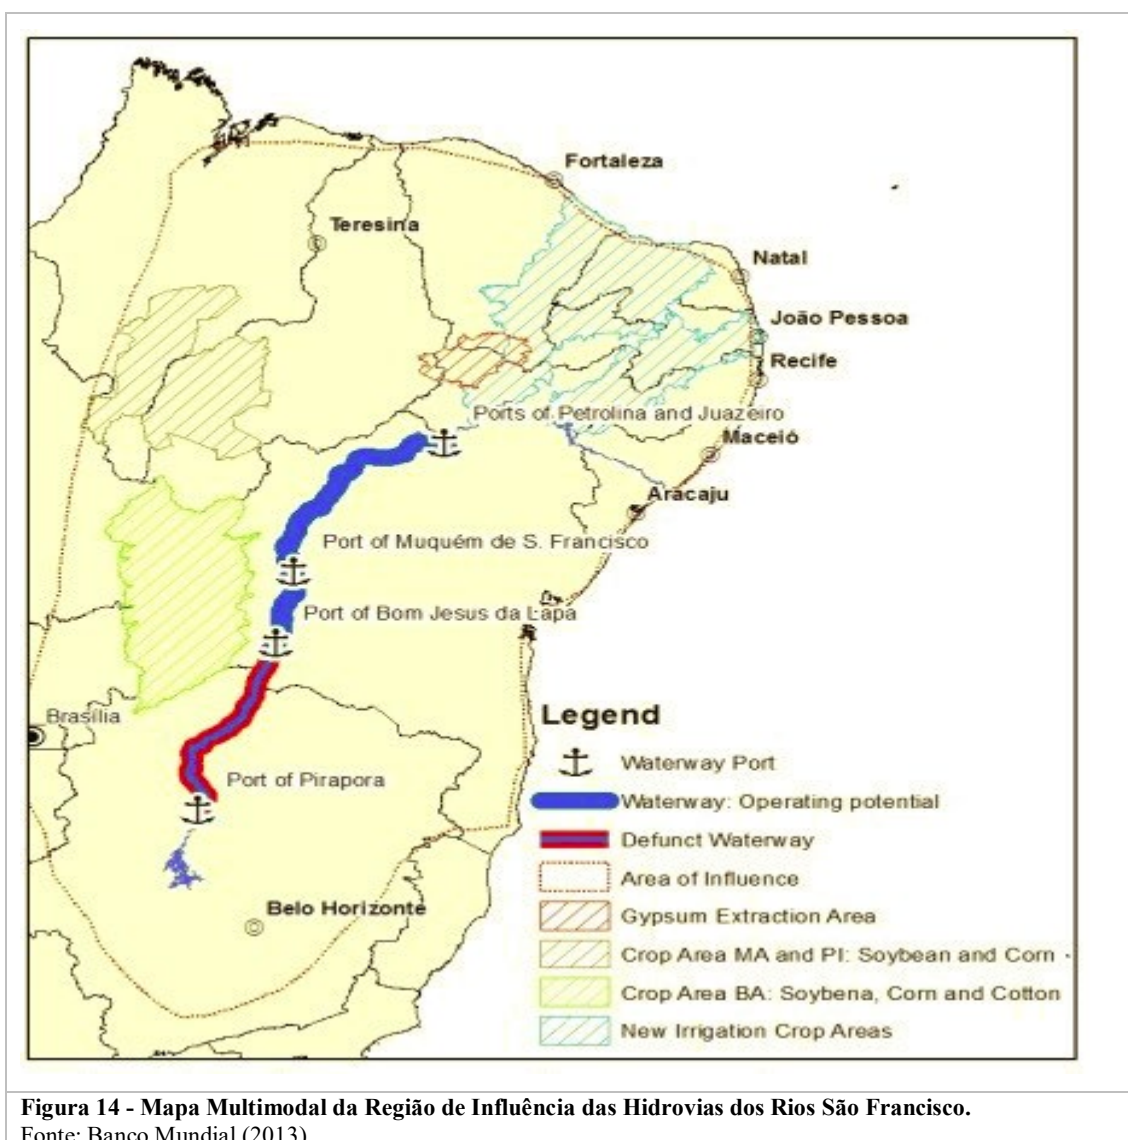 Fortaleza
Teresina
Natal
João Pessoa
Recife
Ports of Petrolina and Juazeiro
Maceió
Aracaju
Port of Muquém de S. Francisco
Port of Bom Jesus da Lapa
Brasília
Port of Pirapora
Belo Horizonte
Legend
Waterway Port
Waterway: Operating potential
Defunct Waterway
Area of Influence
Gypsum Extraction Area
Crop Area MA and PI: Soybean and Corn
Crop Area BA: Soybena, Corn and Cotton
New Irrigation Crop Areas
Figura 14 - Mapa Multimodal da Região de Influência das Hidrovias dos Rios São Francisco.
Fonte: Banco Mundial (2013)